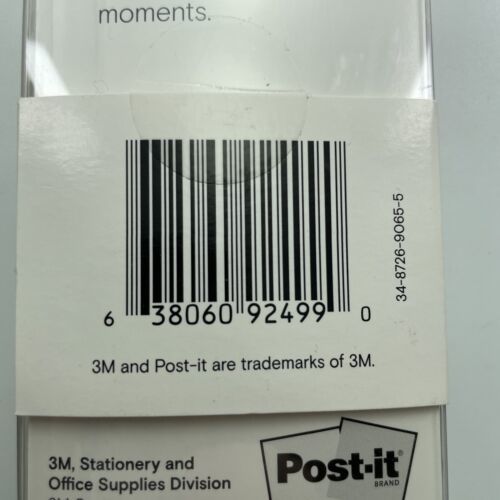 moments.
6 38060 92499 0
34-8726-9065-5
3M and Post-it are trademarks of 3M.
3M, Stationery and
Office Supplies Division
Post-it
BRAND